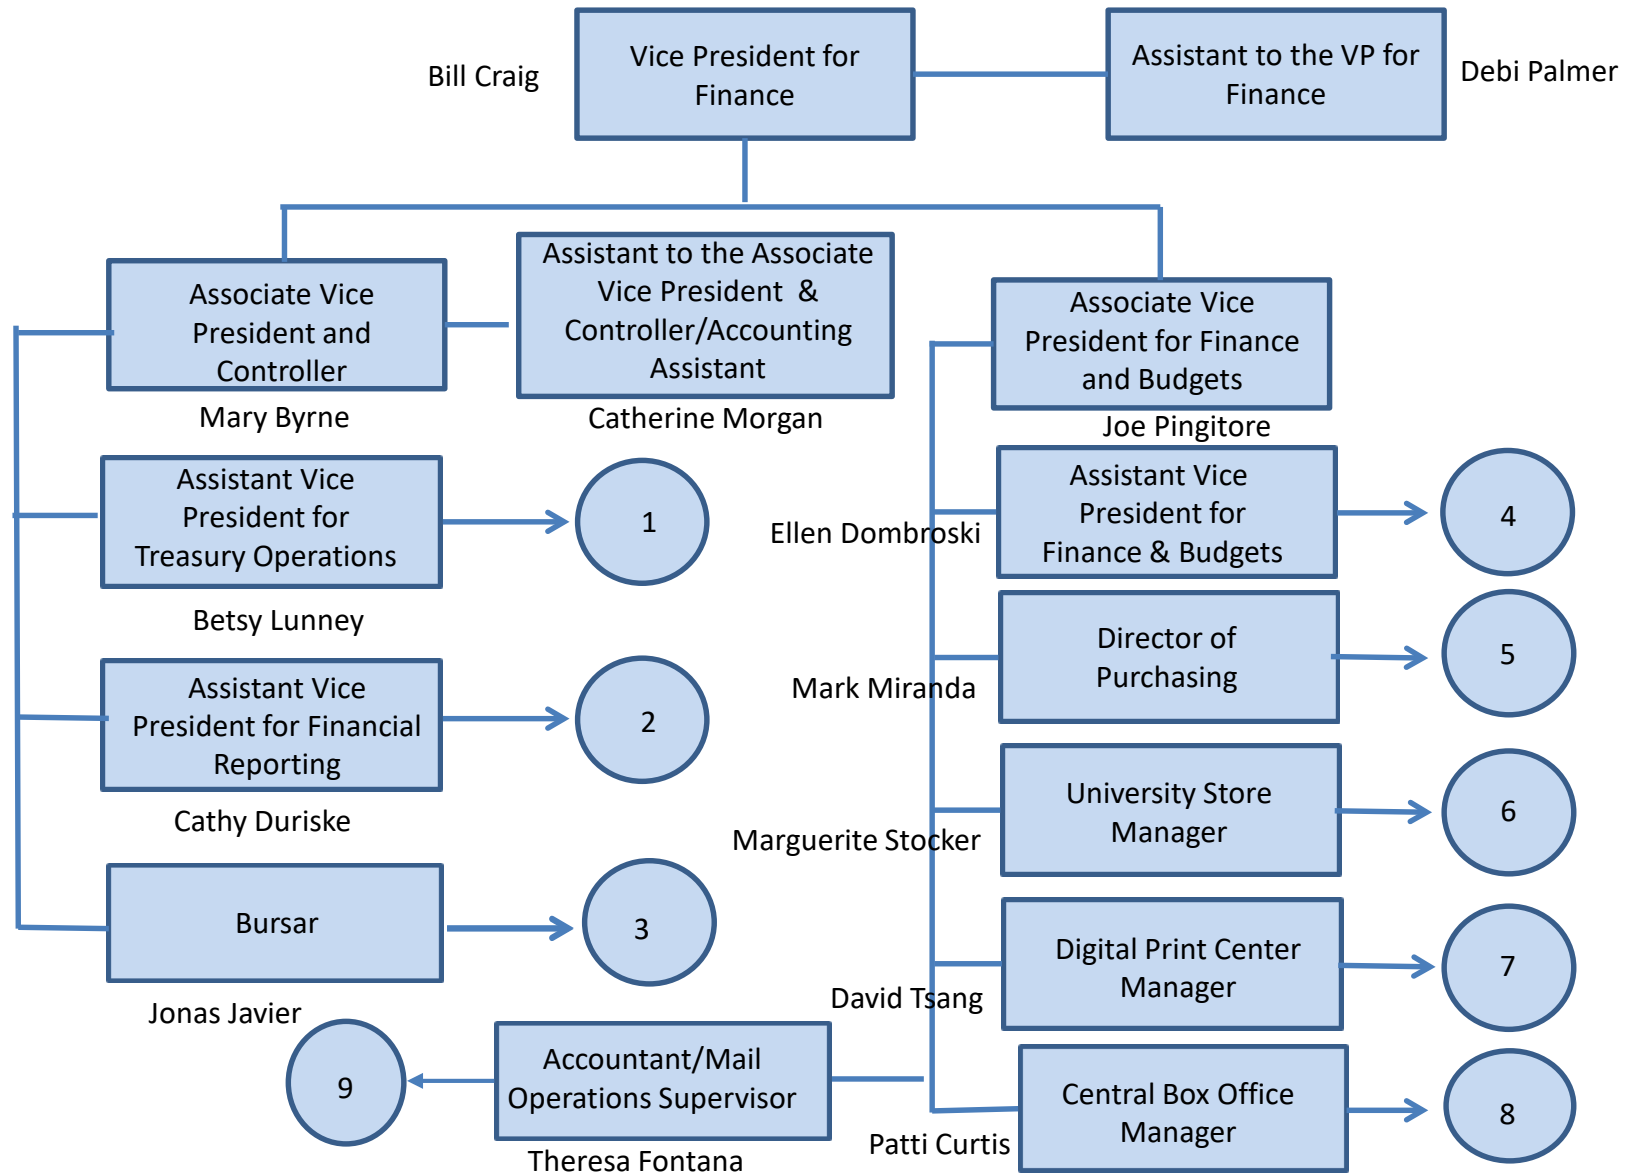 Bill Craig
Vice President for
Finance
Assistant to the VP for
Finance
Debi Palmer
Associate Vice
President and
Controller
Mary Byrne
Assistant to the Associate
Vice President &
Controller/Accounting
Assistant
Catherine Morgan
Associate Vice
President for Finance
and Budgets
Joe Pingitore
Assistant Vice
President for
Treasury Operations
Betsy Lunney
1
Assistant Vice
President for Financial
Reporting
Cathy Duriske
2
Bursar
Jonas Javier
3
Ellen Dombroski
Assistant Vice
President for
Finance & Budgets
4
Mark Miranda
Director of
Purchasing
5
Marguerite Stocker
University Store
Manager
6
David Tsang
Digital Print Center
Manager
7
Patti Curtis
Central Box Office
Manager
8
9
Accountant/Mail
Operations Supervisor
Theresa Fontana